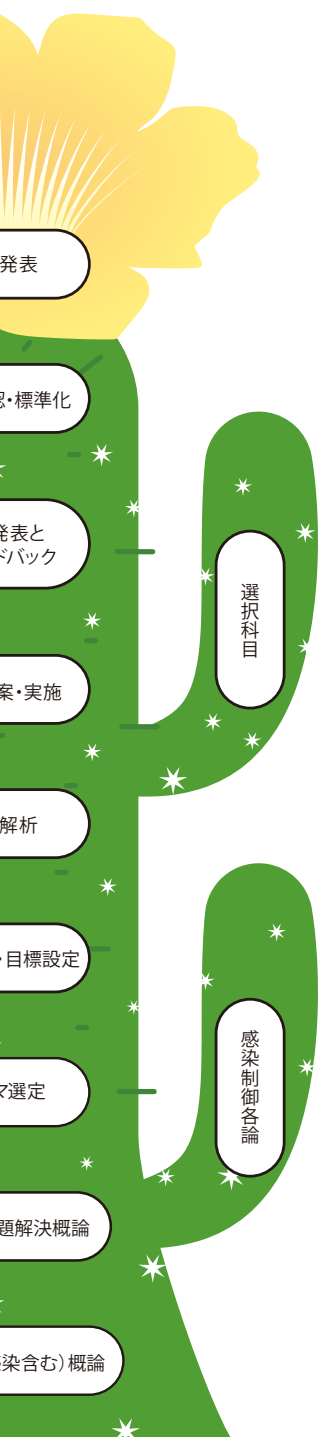 発表
認・標準化
発表と
ドバック
選択科目
案・実施
解析
・目標設定
マ選定
感染制御各論
題解決概論
感染含む）概論